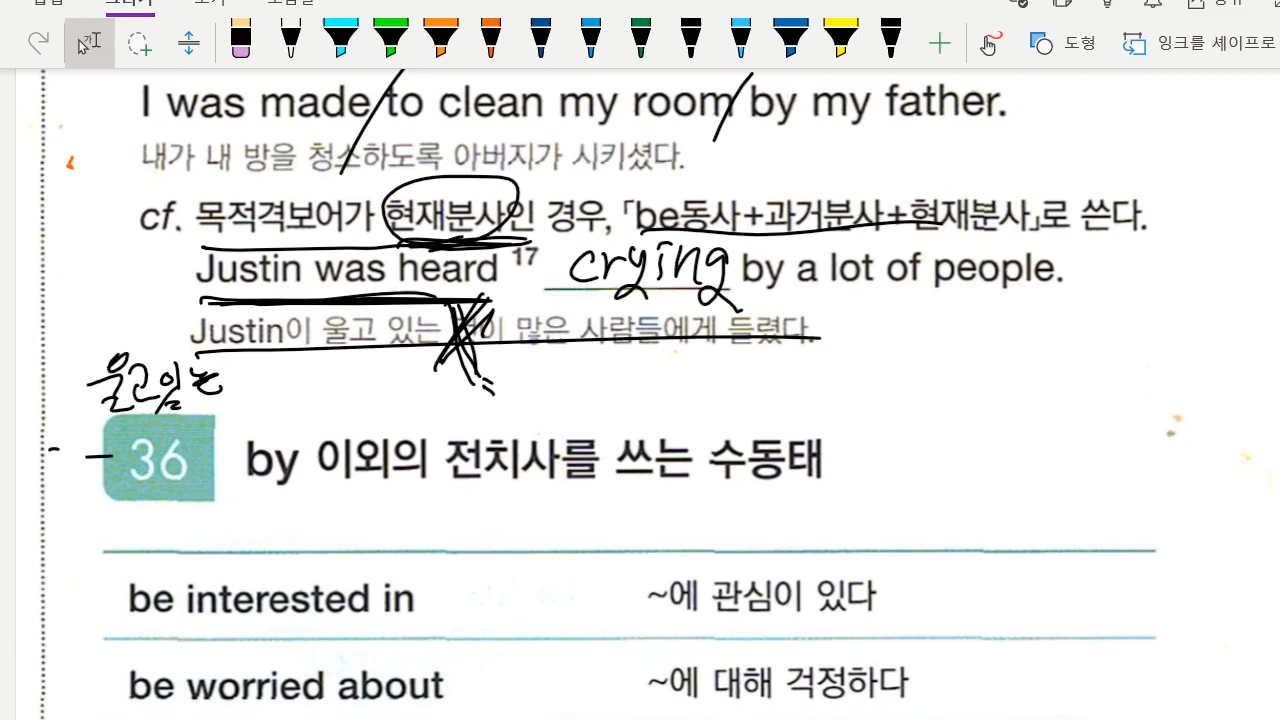 도형
잉크를 셰이프로
I was made to clean my room by my father.
내가 내 방을 청소하도록 아버지가 시키셨다.
cf. 목적격보어가 현재분사인 경우, 「be동사+과거분사+현재분사」로 쓴다.
Justin was heard 17 crying by a lot of people.
Justin이 울고 있는 이 많은 사람들에게 들렸다.
36 by 이외의 전치사를 쓰는 수동태
be interested in ~에 관심이 있다
be worried about ~에 대해 걱정하다